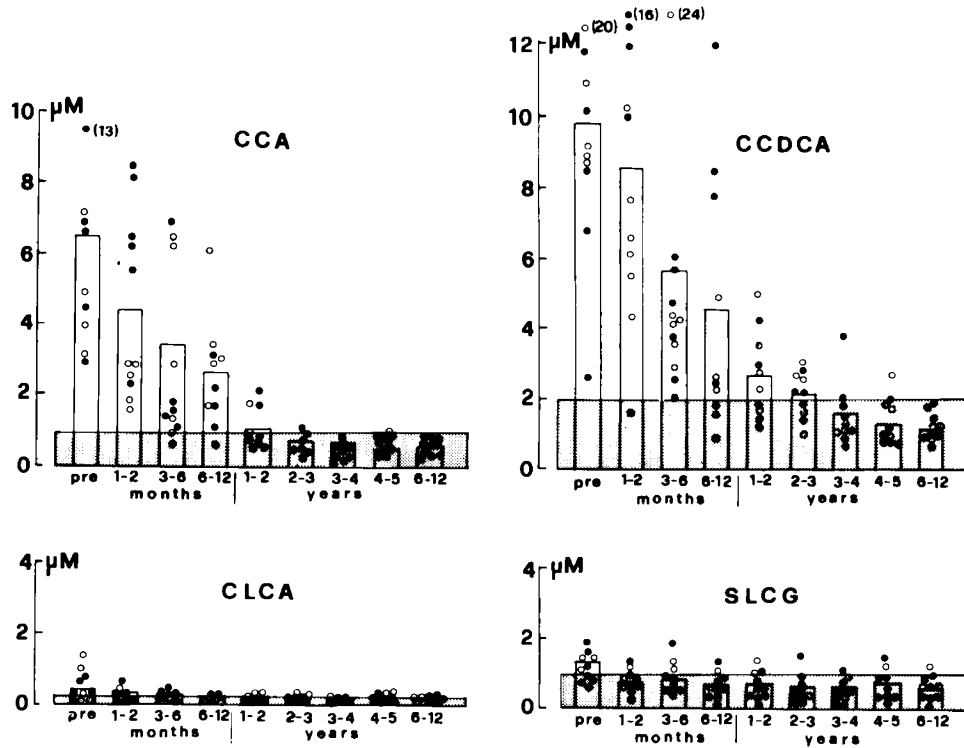 µM
10
(13)
CCA
8
6
4
2
0
pre 1-2 3-6 6-12 1-2 2-3 3-4 4-5 6-12
months years
µM
12
(20) (16) (24)
10
CCDCA
8
6
4
2
0
pre 1-2 3-6 6-12 1-2 2-3 3-4 4-5 6-12
months years
4 µM
CLCA
2
0
pre 1-2 3-6 6-12 1-2 2-3 3-4 4-5 6-12
months years
4 µM
SLCG
2
0
pre 1-2 3-6 6-12 1-2 2-3 3-4 4-5 6-12
months years